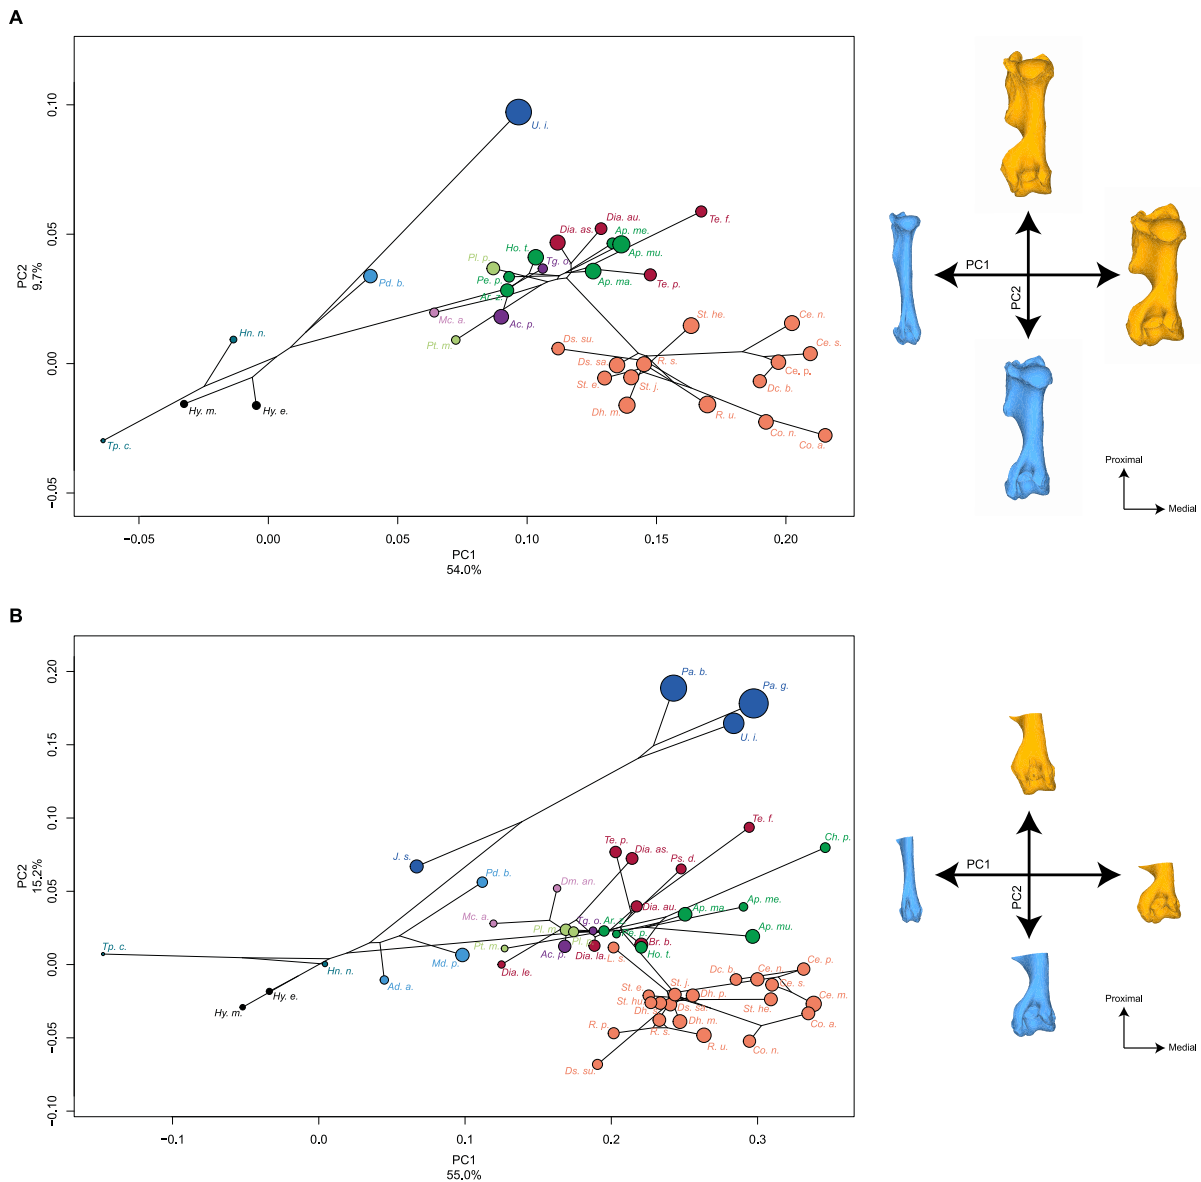 A
0.10
0.05
0.00
−0.05
PC2
9.7%
U. i.
Te. f.
Dia. au.
Dia. as.
Ap. me.
Ap. mu.
Ho. t.
Tg. o.
Pl. p.
Pe. p.
Ap. ma.
Te. p.
Pd. b.
Ar. z.
Mc. a.
Ac. p.
Pt. m.
Hn. n.
St. he.
Ce. n.
Ds. su.
Ce. s.
Ds. sa.
R. s.
Ce. p.
St. e.
St. j.
Dc. b.
Hy. m.
Hy. e.
Dh. m.
R. u.
Co. n.
Co. a.
Tp. c.
−0.05
0.00
0.05
0.10
0.15
0.20
PC1
54.0%
PC1
PC2
Proximal
Medial
B
0.20
0.15
0.10
0.05
0.00
−0.05
−0.10
PC2
15.2%
Pa. b.
Pa. g.
U. i.
Te. f.
Ch. p.
Te. p.
Dia. as.
Ps. d.
J. s.
Pd. b.
Dm. an.
Ap. me.
Dia. au.
Ap. ma.
Mc. a.
Tg. o.
Pl. m.
Ap. mu.
Pt. m.
Ac. p.
Dia. la.
Br. b.
L. s.
Ho. t.
Tp. c.
Hn. n.
Md. p.
Dia. le.
Ad. a.
Dc. b.
Ce. n.
Ce. p.
Ce. s.
St. j.
St. e.
Dh. p.
St. hu.
Ds. sa.
St. he.
Ce. m.
Hy. e.
Hy. m.
Co. a.
R. p.
R. s.
Dh. m.
R. u.
Co. n.
Ds. su.
−0.1
0.0
0.1
0.2
0.3
PC1
55.0%
PC1
PC2
Proximal
Medial